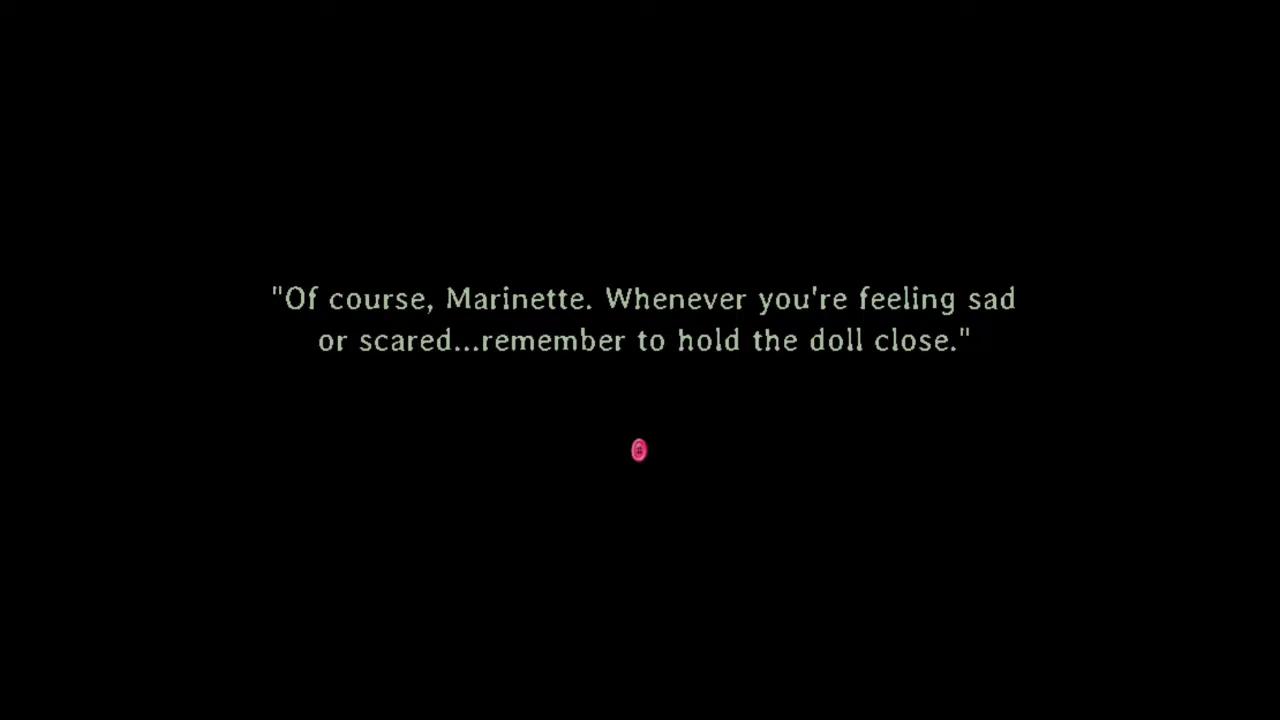 "Of course, Marinette. Whenever you're feeling sad
or scared...remember to hold the doll close."